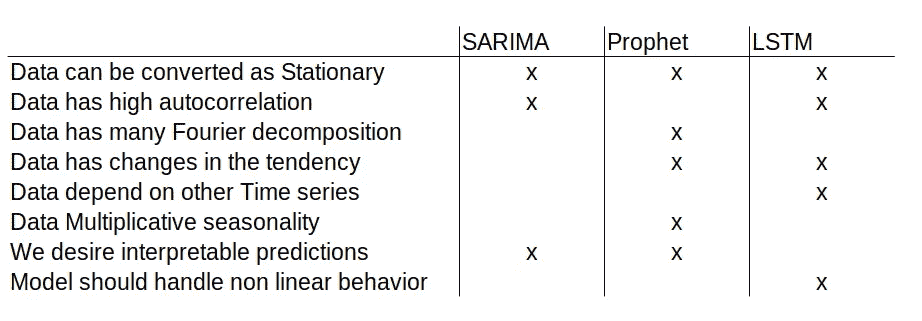 SARIMA Prophet LSTM
Data can be converted as Stationary x x x
Data has high autocorrelation x x
Data has many Fourier decomposition x
Data has changes in the tendency x x
Data depend on other Time series x
Data Multiplicative seasonality x
We desire interpretable predictions x x
Model should handle non linear behavior x